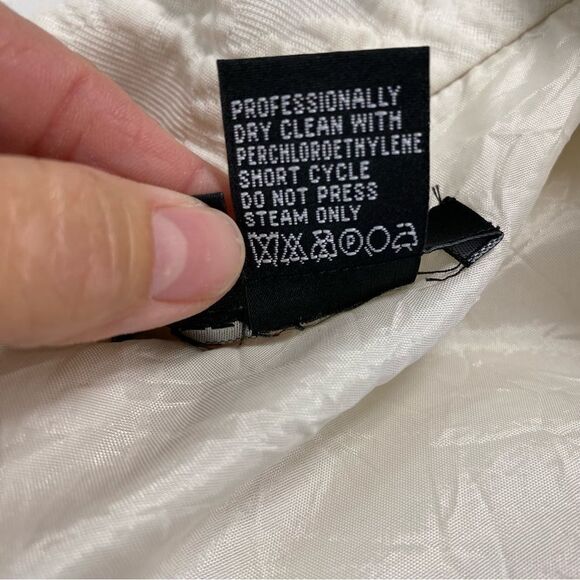 PROFESSIONALLY
DRY CLEAN WITH
PERCHLOROETHYLENE
SHORT CYCLE
DO NOT PRESS
STEAM ONLY
P